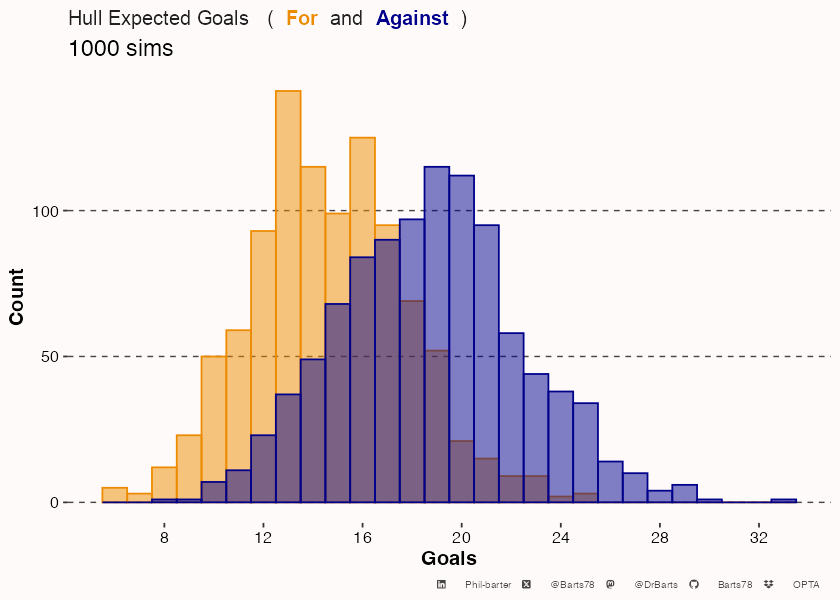 Hull Expected Goals ( For and Against )
1000 sims
Count
100
50
0
8 12 16 20 24 28 32
Goals
Phil-barter @Barts78 @DrBarts Barts78 OPTA